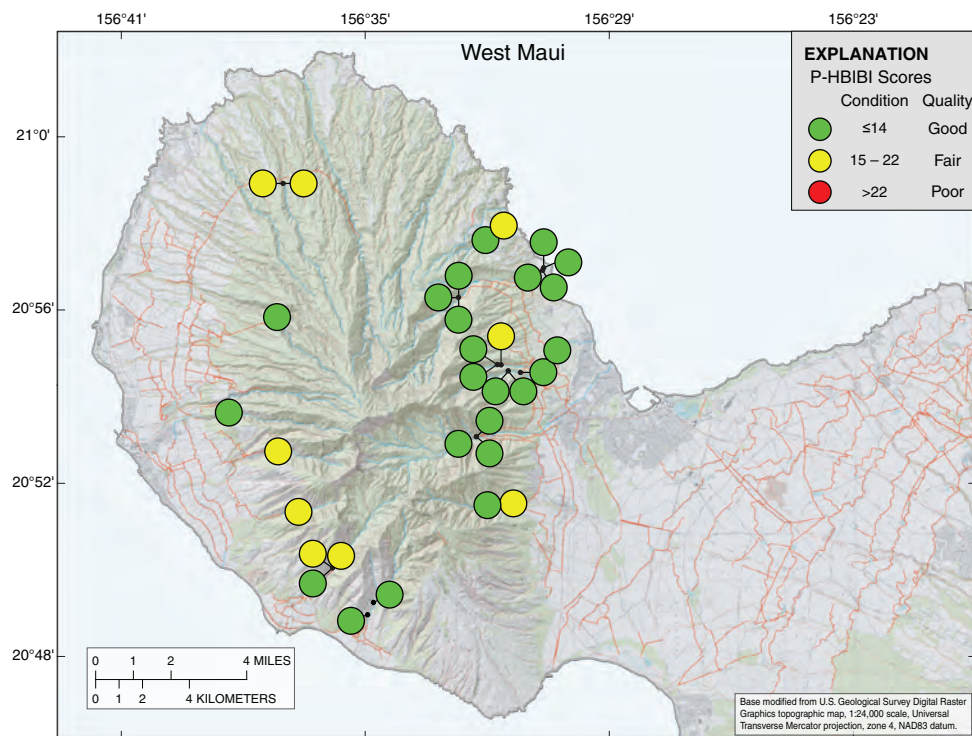 156°41' 156°35' 156°29' 156°23'
West Maui
EXPLANATION
P-HBIBI Scores
Condition Quality
≤14 Good
15 – 22 Fair
>22 Poor
21°0'
20°56'
20°52'
20°48'
0 1 2 4 MILES
0 1 2 4 KILOMETERS
Base modified from U.S. Geological Survey Digital Raster
Graphics topographic map, 1:24,000 scale, Universal
Transverse Mercator projection, zone 4, NAD83 datum.